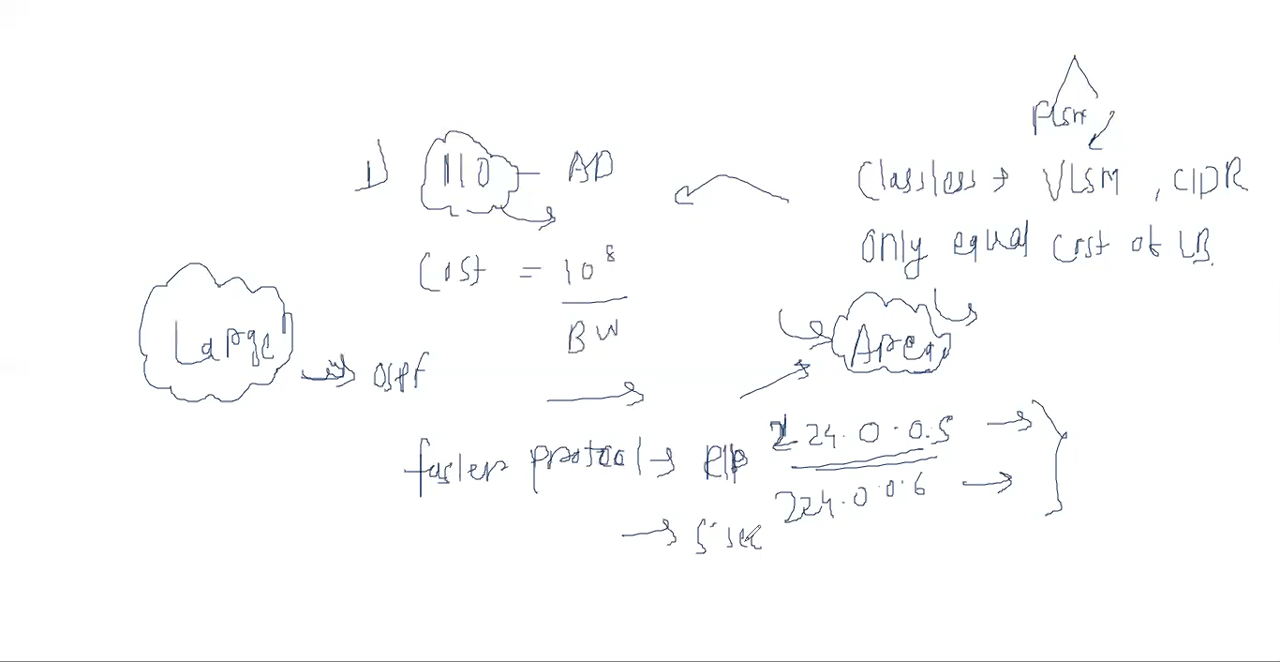 FLSM
1) 110 - AD
Classless → VLSM, CIDR
Only equal cost of LB.
Cost = 10^8
BW
Large
Area
→ OSPF
faster protocol → RIP
224.0.0.5 →
224.0.0.6 →
→ 5 sec